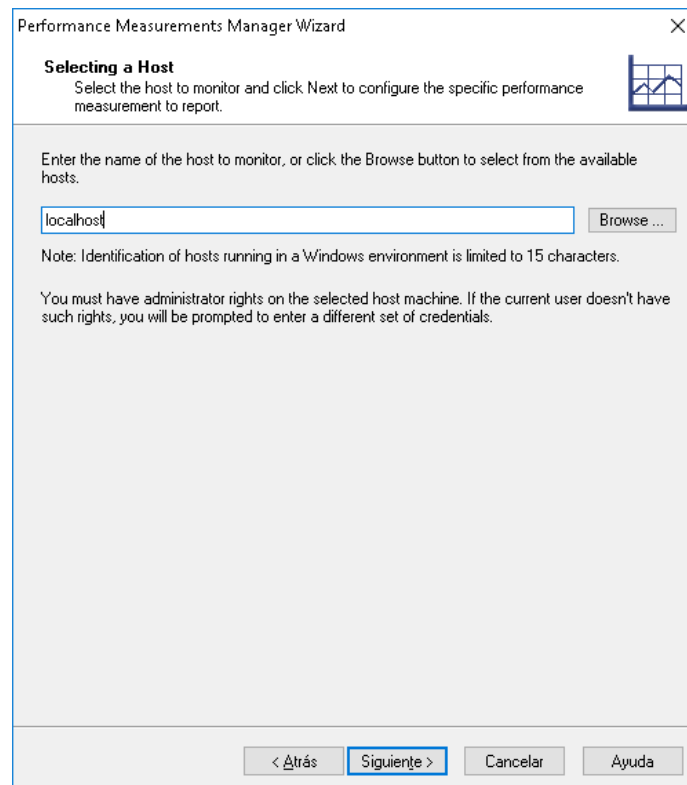 Performance Measurements Manager Wizard
Selecting a Host
Select the host to monitor and click Next to configure the specific performance
measurement to report.
Enter the name of the host to monitor, or click the Browse button to select from the available
hosts.
localhost
Browse ...
Note: Identification of hosts running in a Windows environment is limited to 15 characters.
You must have administrator rights on the selected host machine. If the current user doesn't have
such rights, you will be prompted to enter a different set of credentials.
< Atrás Siguiente > Cancelar Ayuda